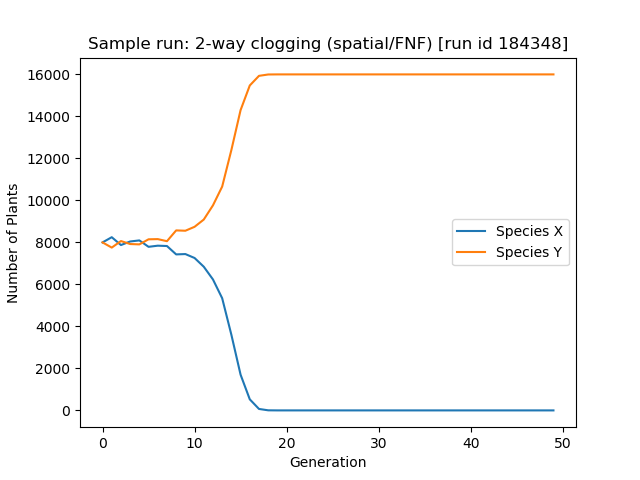 Sample run: 2-way clogging (spatial/FNF) [run id 184348]
16000
14000
12000
10000
8000
6000
4000
2000
0
Number of Plants
Species X
Species Y
0 10 20 30 40 50
Generation